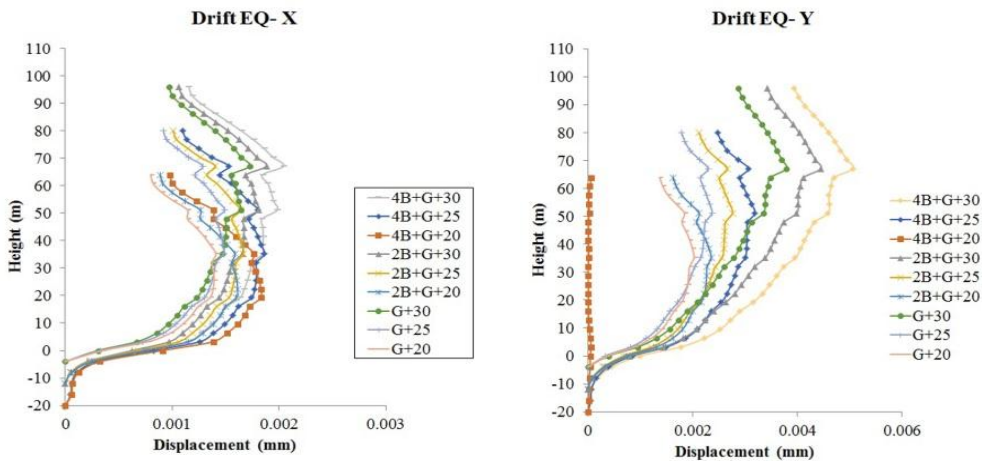 Drift EQ- X
110
100
90
80
70
60
50
40
30
20
10
0
-10
-20
Height (m)
0
0.001
0.002
0.003
Displacement (mm)
4B+G+30
4B+G+25
4B+G+20
2B+G+30
2B+G+25
2B+G+20
G+30
G+25
G+20
Drift EQ- Y
110
100
90
80
70
60
50
40
30
20
10
0
-10
-20
Height (m)
0
0.002
0.004
0.006
Displacement (mm)
4B+G+30
4B+G+25
4B+G+20
2B+G+30
2B+G+25
2B+G+20
G+30
G+25
G+20